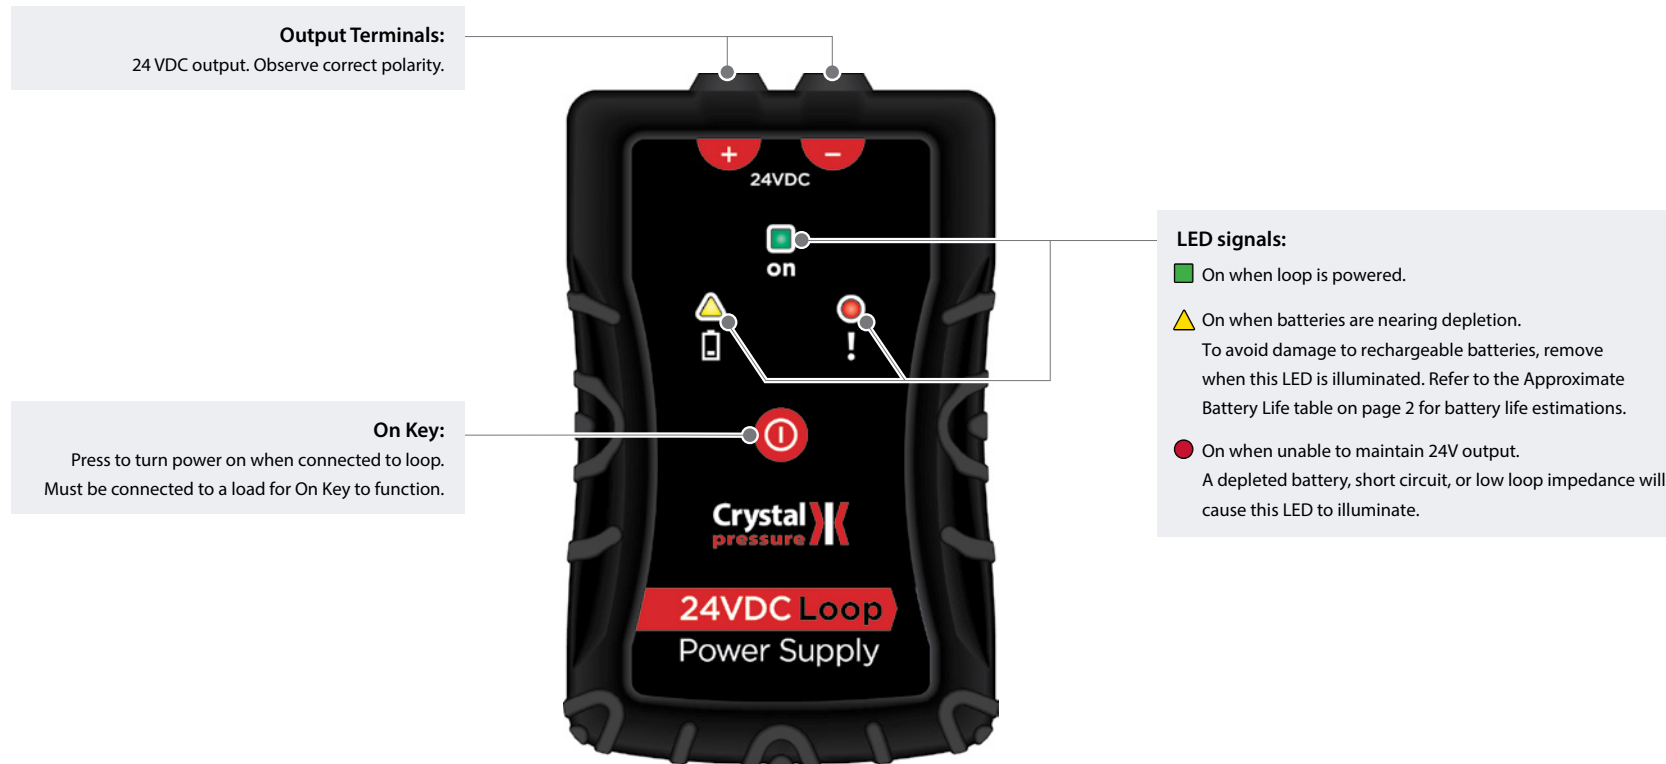 Output Terminals:
24 VDC output. Observe correct polarity.
+
–
24VDC
on
!
LED signals:
On when loop is powered.
On when batteries are nearing depletion.
To avoid damage to rechargeable batteries, remove
when this LED is illuminated. Refer to the Approximate
Battery Life table on page 2 for battery life estimations.
On when unable to maintain 24V output.
A depleted battery, short circuit, or low loop impedance will
cause this LED to illuminate.
On Key:
Press to turn power on when connected to loop.
Must be connected to a load for On Key to function.
Crystal
pressure
24VDC Loop
Power Supply